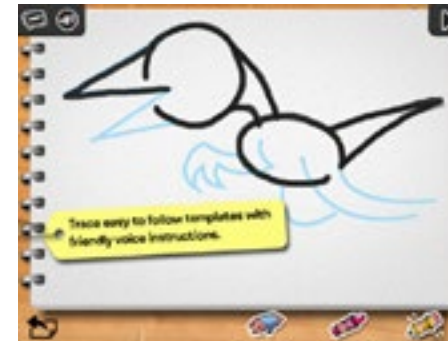 Trace easy to follow templates with
friendly voice instructions.